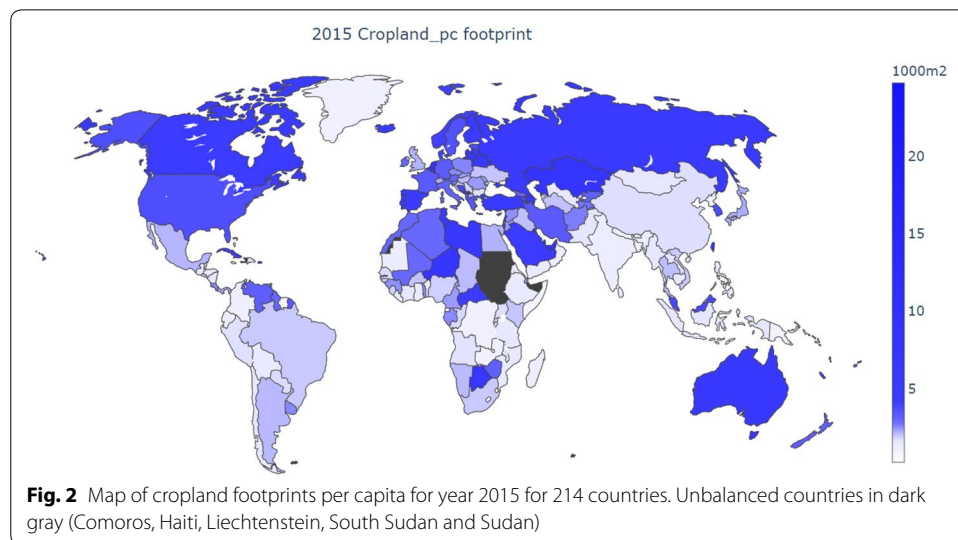 2015 Cropland_pc footprint
1000m2
20
15
10
5
Fig. 2 Map of cropland footprints per capita for year 2015 for 214 countries. Unbalanced countries in dark
gray (Comoros, Haiti, Liechtenstein, South Sudan and Sudan)